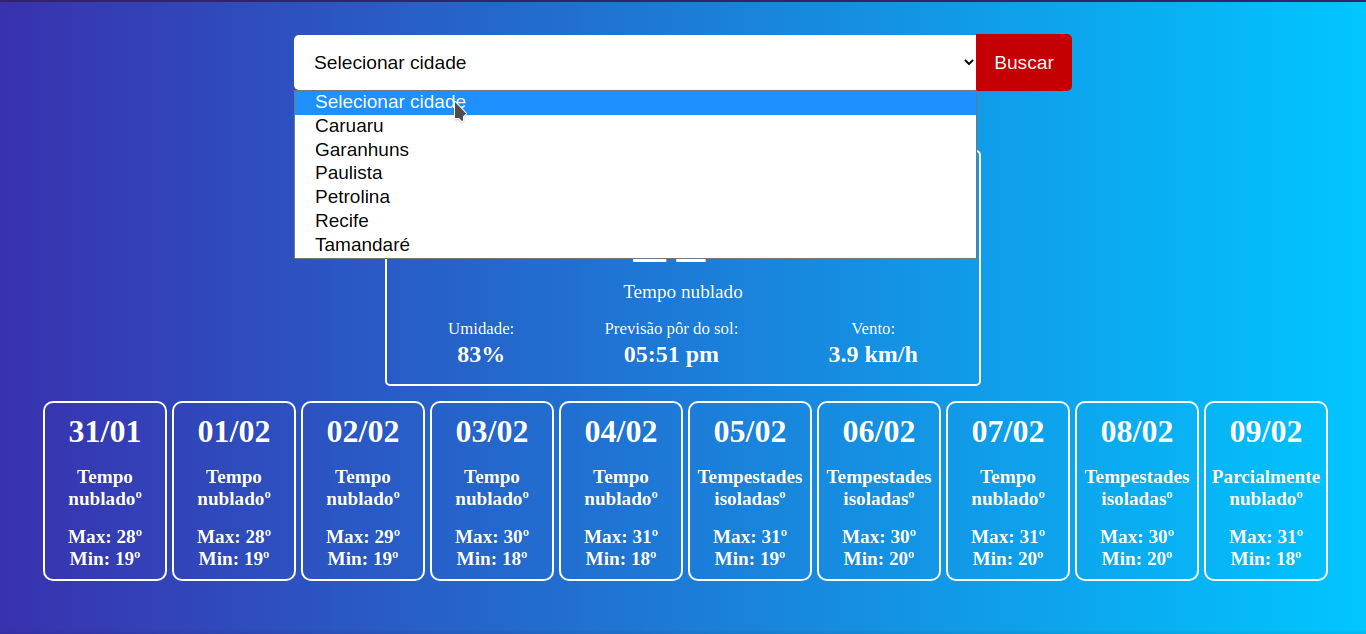 Selecionar cidade
Buscar
Selecionar cidade
Caruaru
Garanhuns
Paulista
Petrolina
Recife
Tamandaré
Tempo nublado
Umidade:
83%
Previsão pôr do sol:
05:51 pm
Vento:
3.9 km/h
31/01
Tempo
nubladoº
Max: 28º
Min: 19º
01/02
Tempo
nubladoº
Max: 28º
Min: 19º
02/02
Tempo
nubladoº
Max: 29º
Min: 19º
03/02
Tempo
nubladoº
Max: 30º
Min: 18º
04/02
Tempo
nubladoº
Max: 31º
Min: 18º
05/02
Tempestades
isoladasº
Max: 31º
Min: 19º
06/02
Tempestades
isoladasº
Max: 30º
Min: 20º
07/02
Tempo
nubladoº
Max: 31º
Min: 20º
08/02
Tempestades
isoladasº
Max: 30º
Min: 20º
09/02
Parcialmente
nubladoº
Max: 31º
Min: 18º